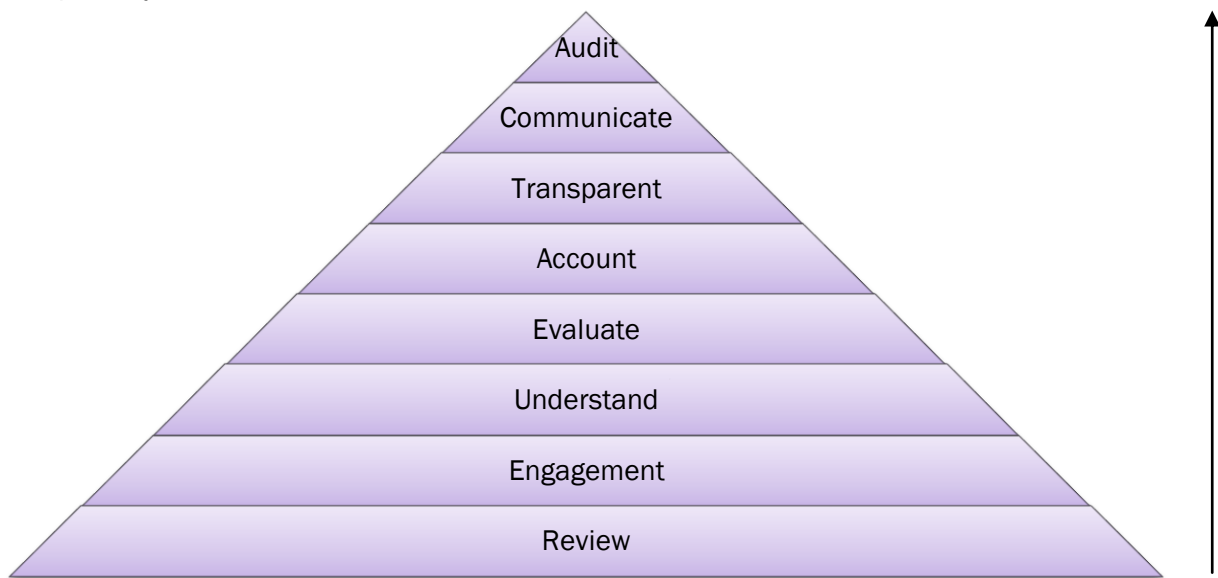 Audit
Communicate
Transparent
Account
Evaluate
Understand
Engagement
Review